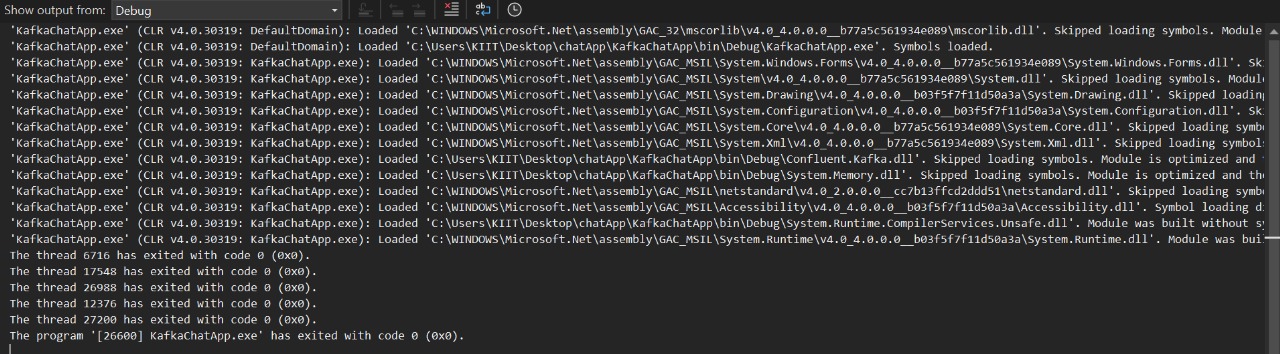 Show output from: Debug
'KafkaChatApp.exe' (CLR v4.0.30319: DefaultDomain): Loaded 'C:\WINDOWS\Microsoft.Net\assembly\GAC_32\mscorlib\v4.0_4.0.0.0__b77a5c561934e089\mscorlib.dll'. Skipped loading symbols. Module
'KafkaChatApp.exe' (CLR v4.0.30319: DefaultDomain): Loaded 'C:\Users\KIIT\Desktop\chatApp\KafkaChatApp\bin\Debug\KafkaChatApp.exe'. Symbols loaded.
'KafkaChatApp.exe' (CLR v4.0.30319: KafkaChatApp.exe): Loaded 'C:\WINDOWS\Microsoft.Net\assembly\GAC_MSIL\System.Windows.Forms\v4.0_4.0.0.0__b77a5c561934e089\System.Windows.Forms.dll'. Sk
'KafkaChatApp.exe' (CLR v4.0.30319: KafkaChatApp.exe): Loaded 'C:\WINDOWS\Microsoft.Net\assembly\GAC_MSIL\System\v4.0_4.0.0.0__b77a5c561934e089\System.dll'. Skipped loading symbols. Modul
'KafkaChatApp.exe' (CLR v4.0.30319: KafkaChatApp.exe): Loaded 'C:\WINDOWS\Microsoft.Net\assembly\GAC_MSIL\System.Drawing\v4.0_4.0.0.0__b03f5f7f11d50a3a\System.Drawing.dll'. Skipped loading
'KafkaChatApp.exe' (CLR v4.0.30319: KafkaChatApp.exe): Loaded 'C:\WINDOWS\Microsoft.Net\assembly\GAC_MSIL\System.Configuration\v4.0_4.0.0.0__b03f5f7f11d50a3a\System.Configuration.dll'. Sk
'KafkaChatApp.exe' (CLR v4.0.30319: KafkaChatApp.exe): Loaded 'C:\WINDOWS\Microsoft.Net\assembly\GAC_MSIL\System.Core\v4.0_4.0.0.0__b77a5c561934e089\System.Core.dll'. Skipped loading symb
'KafkaChatApp.exe' (CLR v4.0.30319: KafkaChatApp.exe): Loaded 'C:\WINDOWS\Microsoft.Net\assembly\GAC_MSIL\System.Xml\v4.0_4.0.0.0__b77a5c561934e089\System.Xml.dll'. Skipped loading symbol
'KafkaChatApp.exe' (CLR v4.0.30319: KafkaChatApp.exe): Loaded 'C:\Users\KIIT\Desktop\chatApp\KafkaChatApp\bin\Debug\Confluent.Kafka.dll'. Skipped loading symbols. Module is optimized and t
'KafkaChatApp.exe' (CLR v4.0.30319: KafkaChatApp.exe): Loaded 'C:\Users\KIIT\Desktop\chatApp\KafkaChatApp\bin\Debug\System.Memory.dll'. Skipped loading symbols. Module is optimized and the
'KafkaChatApp.exe' (CLR v4.0.30319: KafkaChatApp.exe): Loaded 'C:\WINDOWS\Microsoft.Net\assembly\GAC_MSIL\netstandard\v4.0_2.0.0.0__cc7b13ffcd2ddd51\netstandard.dll'. Skipped loading symb
'KafkaChatApp.exe' (CLR v4.0.30319: KafkaChatApp.exe): Loaded 'C:\WINDOWS\Microsoft.Net\assembly\GAC_MSIL\Accessibility\v4.0_4.0.0.0__b03f5f7f11d50a3a\Accessibility.dll'. Symbol loading di
'KafkaChatApp.exe' (CLR v4.0.30319: KafkaChatApp.exe): Loaded 'C:\Users\KIIT\Desktop\chatApp\KafkaChatApp\bin\Debug\System.Runtime.CompilerServices.Unsafe.dll'. Module was built without sy
'KafkaChatApp.exe' (CLR v4.0.30319: KafkaChatApp.exe): Loaded 'C:\WINDOWS\Microsoft.Net\assembly\GAC_MSIL\System.Runtime\v4.0_4.0.0.0__b03f5f7f11d50a3a\System.Runtime.dll'. Module was buil
The thread 6716 has exited with code 0 (0x0).
The thread 17548 has exited with code 0 (0x0).
The thread 26988 has exited with code 0 (0x0).
The thread 12376 has exited with code 0 (0x0).
The thread 27200 has exited with code 0 (0x0).
The program '[26600] KafkaChatApp.exe' has exited with code 0 (0x0).